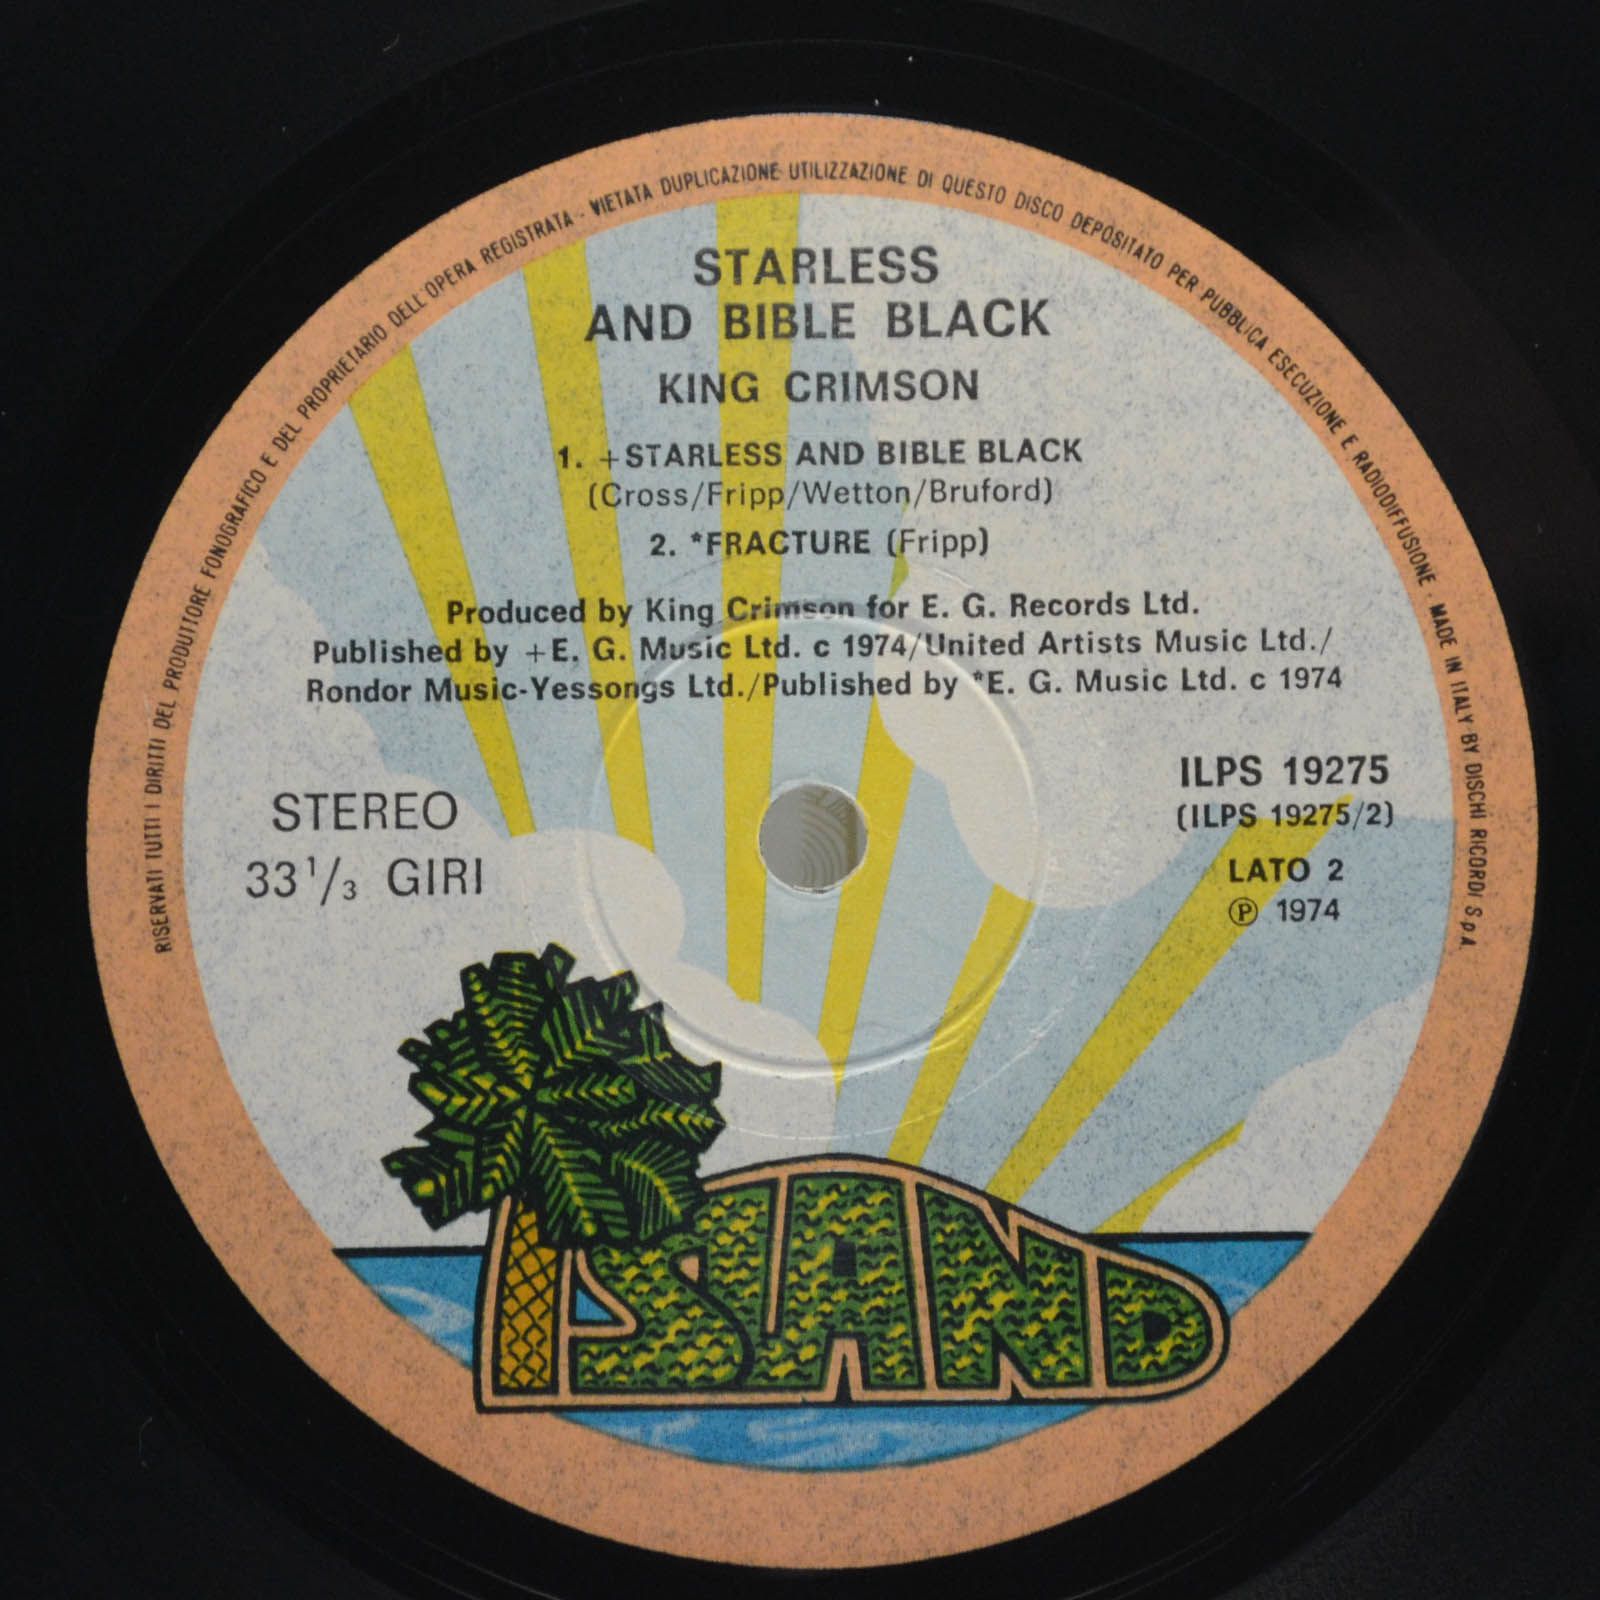 RISERVATI TUTTI I DIRITTI DEL PRODUTTORE FONOGRAFICO E DEL PROPRIETARIO DELL'OPERA REGISTRATA - VIETATA DUPLICAZIONE UTILIZZAZIONE DI QUESTO DISCO DEPOSITATO PER PUBBLICA ESECUZIONE E RADIODIFFUSIONE - MADE IN ITALY BY DISCHI RICORDI S.p.A.
STARLESS
AND BIBLE BLACK
KING CRIMSON
1. +STARLESS AND BIBLE BLACK
(Cross/Fripp/Wetton/Bruford)
2. *FRACTURE (Fripp)
Produced by King Crimson for E. G. Records Ltd.
Published by +E. G. Music Ltd. c 1974/United Artists Music Ltd./
Rondor Music-Yessongs Ltd./Published by *E. G. Music Ltd. c 1974
STEREO
33 1/3 GIRI
ILPS 19275
(ILPS 19275/2)
LATO 2
Ⓟ 1974
ISLAND